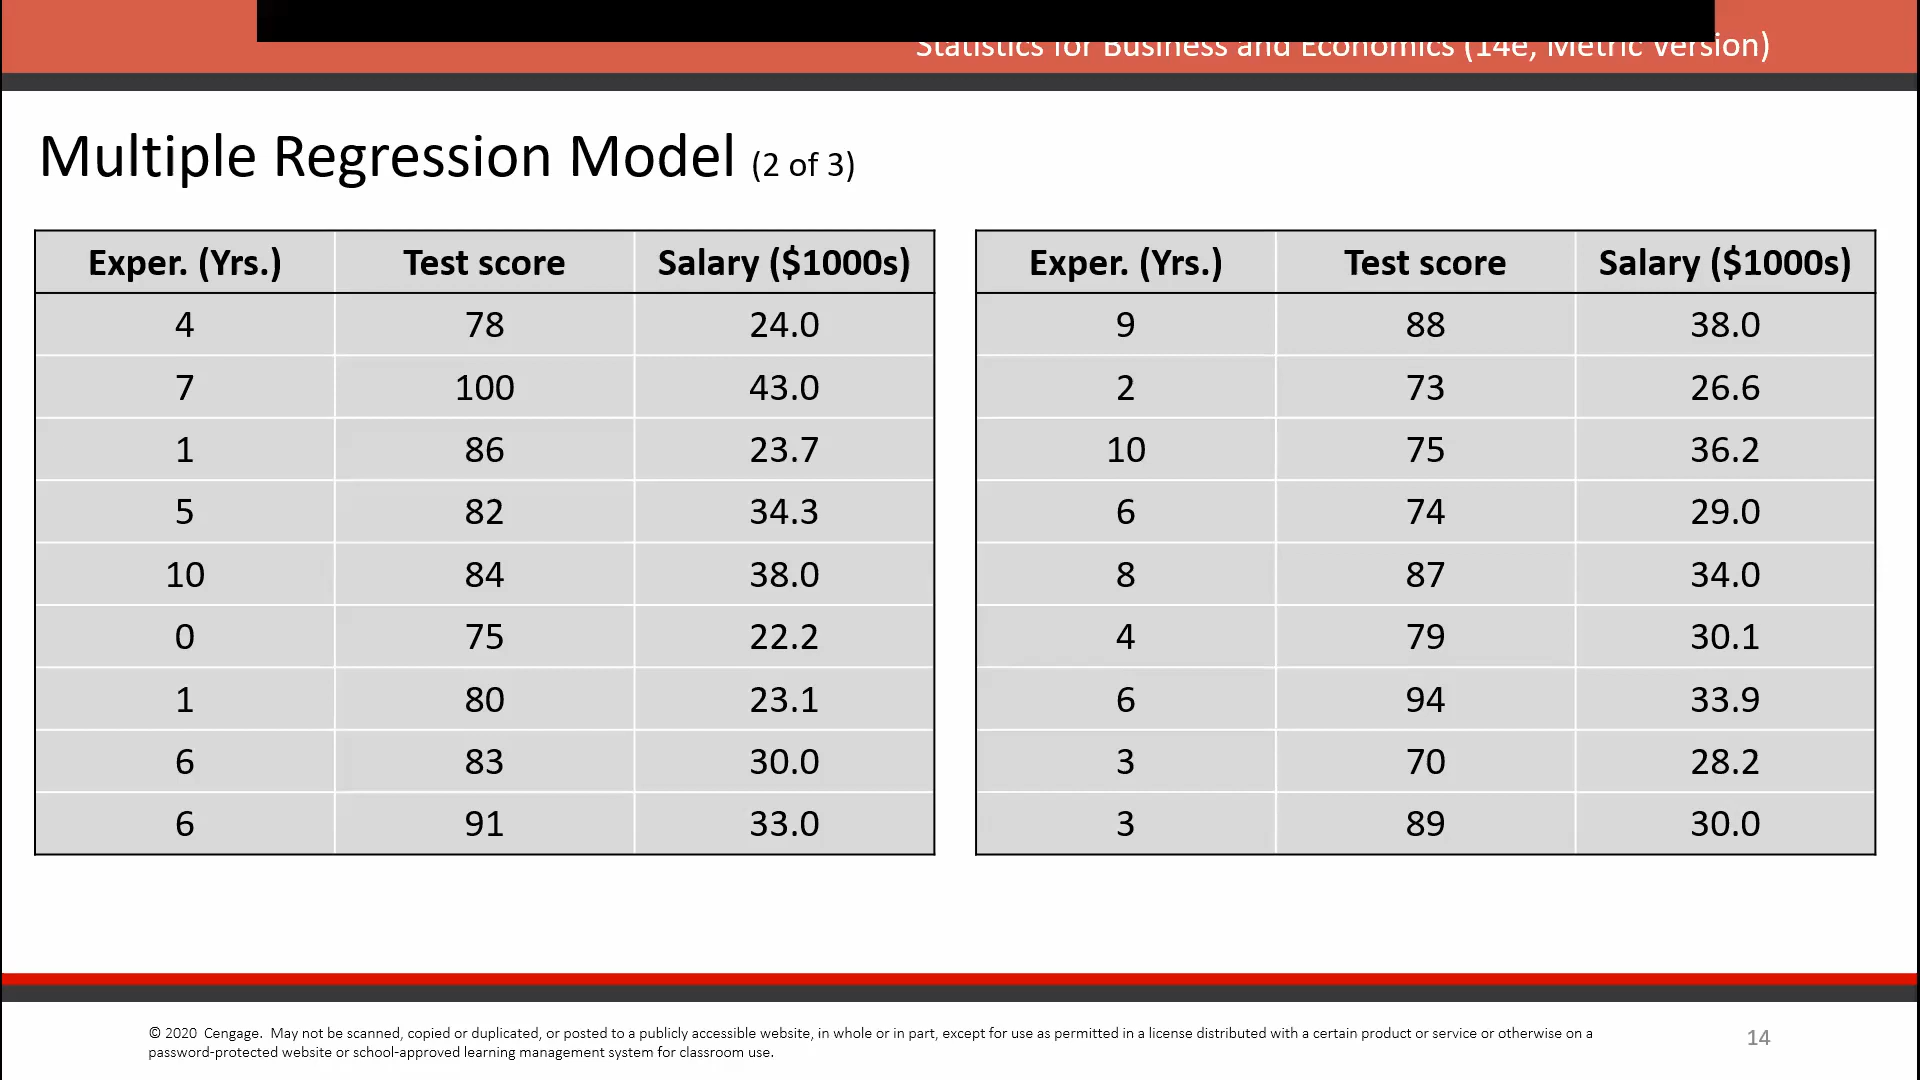 Statistics for Business and Economics (14e, Metric Version)
Multiple Regression Model (2 of 3)
Exper. (Yrs.) Test score Salary ($1000s)
4 78 24.0
7 100 43.0
1 86 23.7
5 82 34.3
10 84 38.0
0 75 22.2
1 80 23.1
6 83 30.0
6 91 33.0
Exper. (Yrs.) Test score Salary ($1000s)
9 88 38.0
2 73 26.6
10 75 36.2
6 74 29.0
8 87 34.0
4 79 30.1
6 94 33.9
3 70 28.2
3 89 30.0
© 2020 Cengage. May not be scanned, copied or duplicated, or posted to a publicly accessible website, in whole or in part, except for use as permitted in a license distributed with a certain product or service or otherwise on a
password-protected website or school-approved learning management system for classroom use.
14